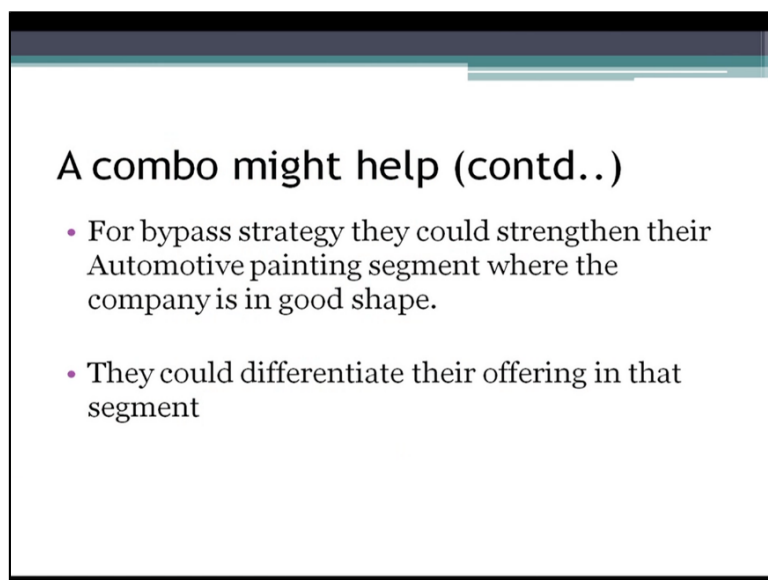 A combo might help (contd..)
• For bypass strategy they could strengthen their
Automotive painting segment where the
company is in good shape.
• They could differentiate their offering in that
segment